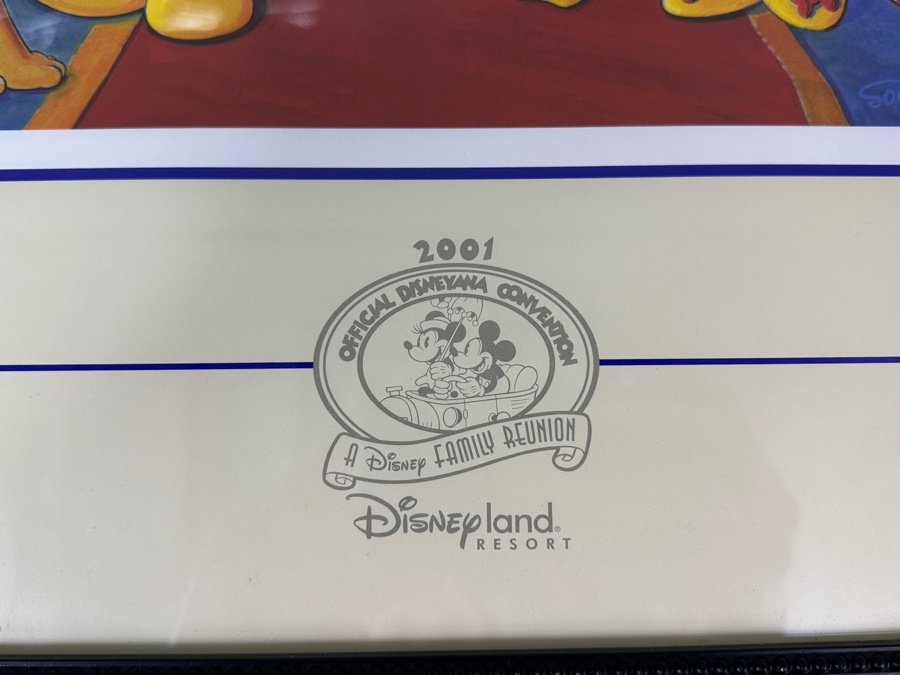 2001
OFFICIAL DISNEYANA CONVENTION
A DISNEY FAMILY REUNION
DISNEYland®
RESORT